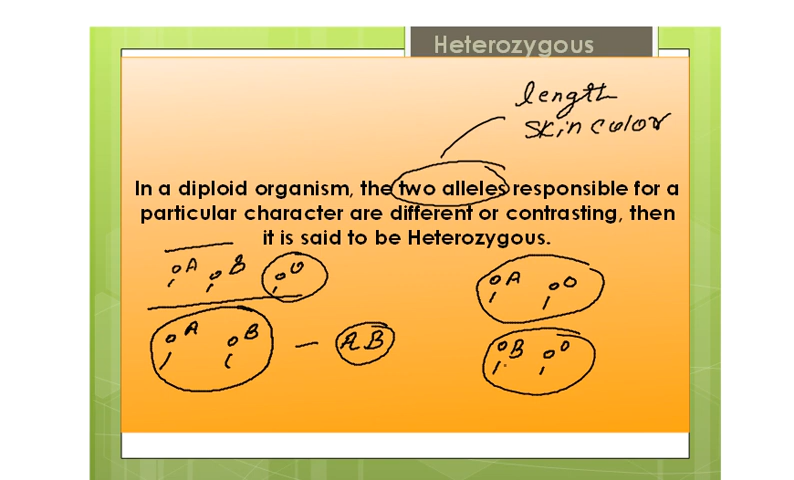 Heterozygous
length
skin color
In a diploid organism, the two alleles responsible for a
particular character are different or contrasting, then
it is said to be Heterozygous.
I^A I^B I^O
I^A I^O
I^A I^B – AB
I^B I^O